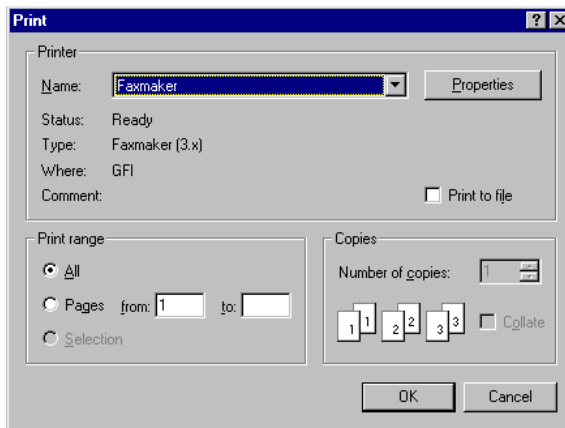 Print
Printer
Name: Faxmaker Properties
Status: Ready
Type: Faxmaker (3.x)
Where: GFI
Comment: Print to file
Print range
All
Pages from: 1 to:
Selection
Copies
Number of copies: 1
1 1 2 2 3 3 Collate
OK Cancel